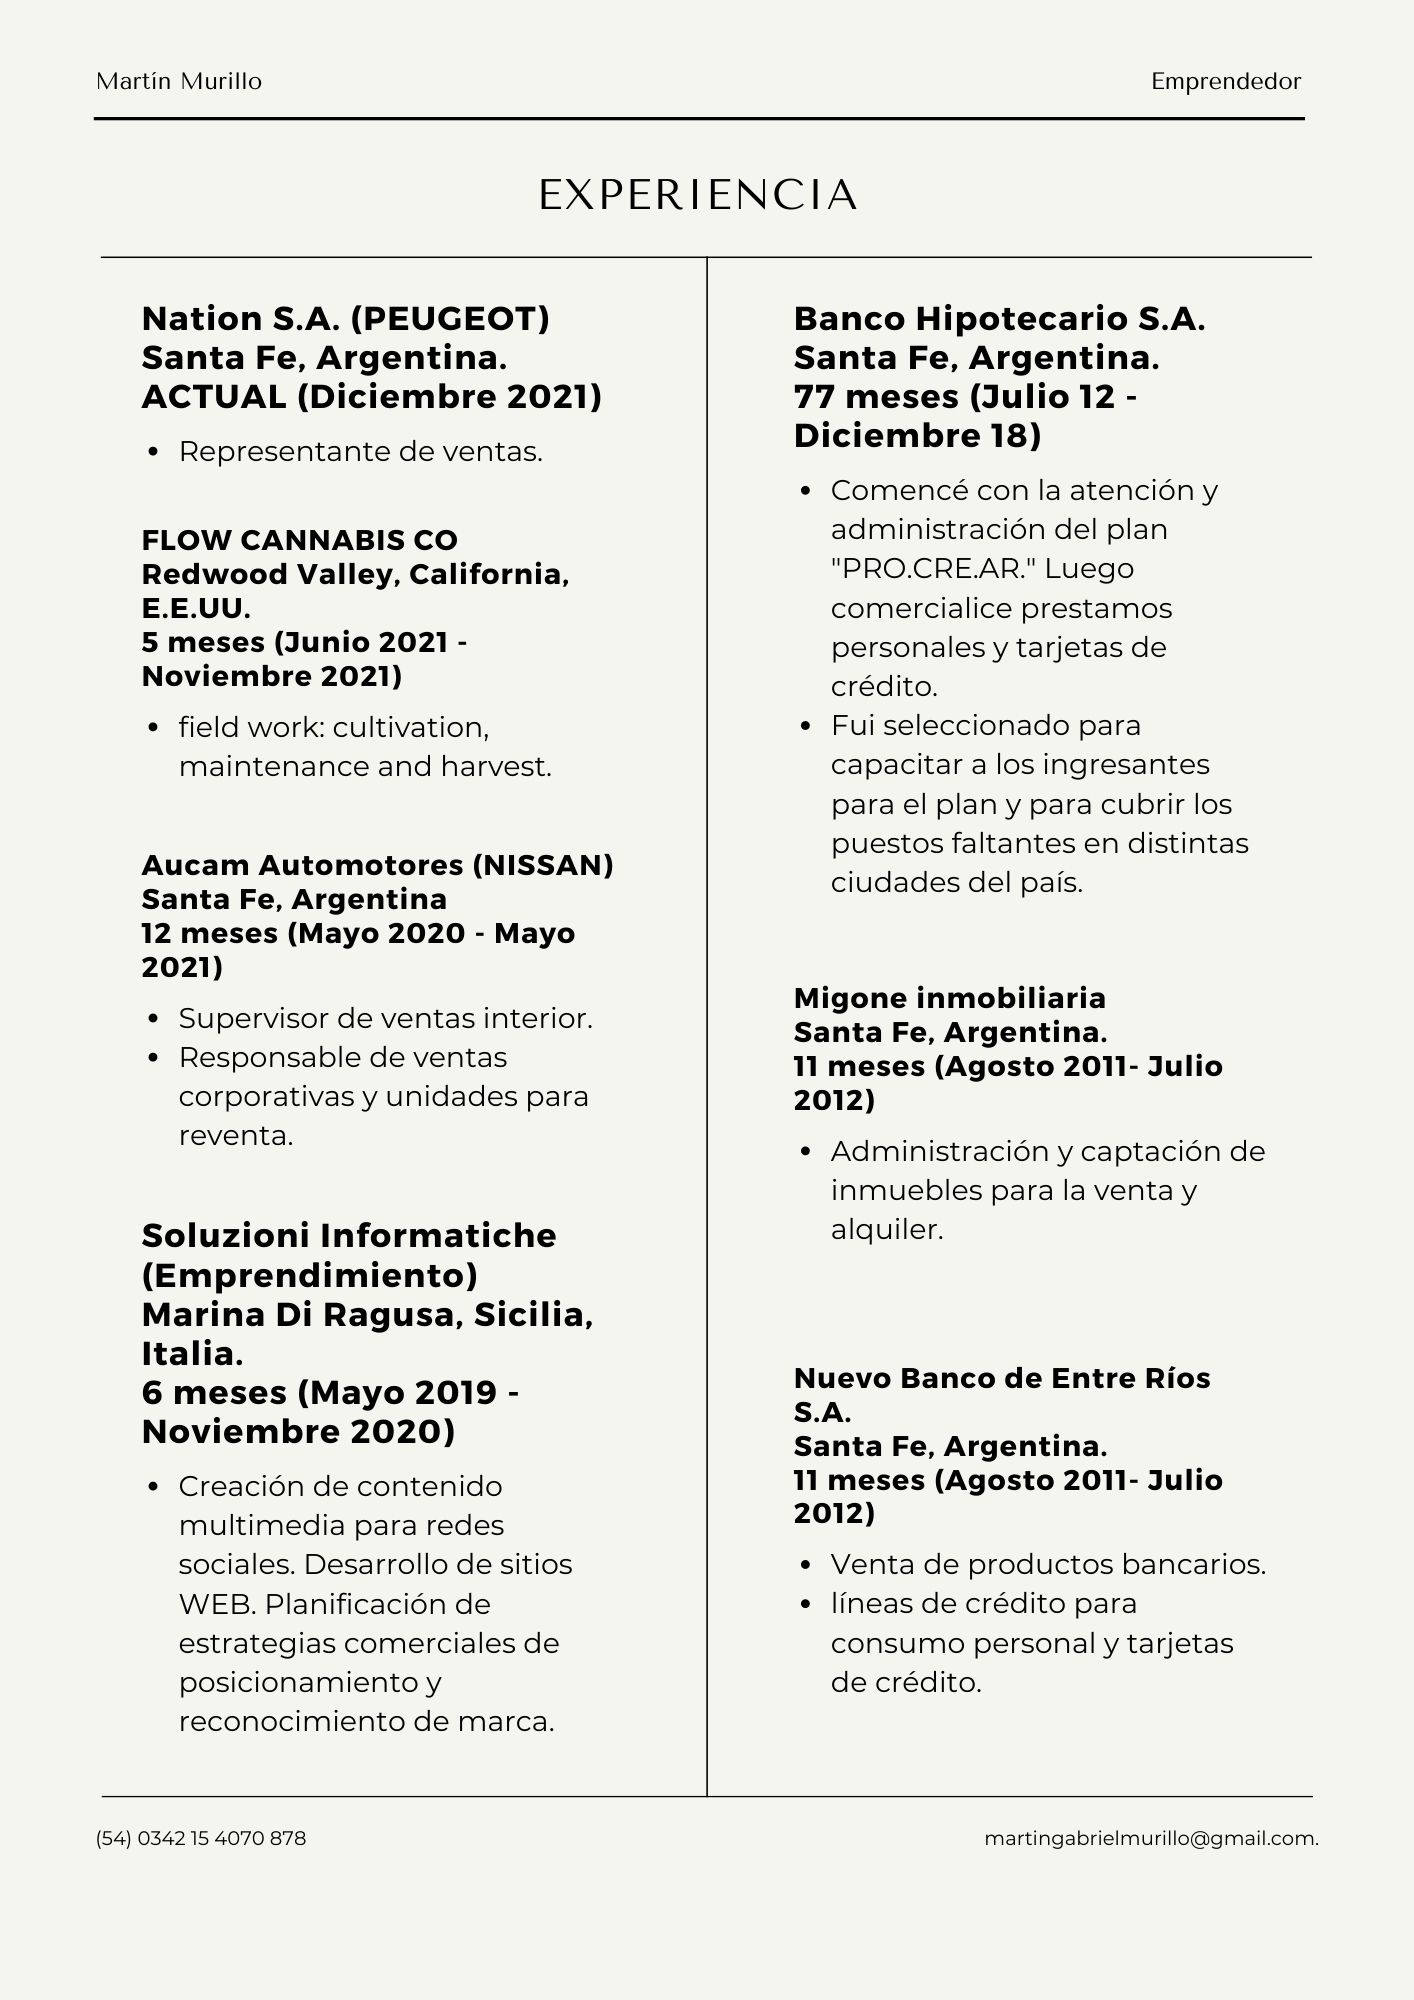 Martín Murillo
Emprendedor
EXPERIENCIA
Nation S.A. (PEUGEOT)
Santa Fe, Argentina.
ACTUAL (Diciembre 2021)
• Representante de ventas.
FLOW CANNABIS CO
Redwood Valley, California,
E.E.UU.
5 meses (Junio 2021 -
Noviembre 2021)
• field work: cultivation,
maintenance and harvest.
Aucam Automotores (NISSAN)
Santa Fe, Argentina
12 meses (Mayo 2020 - Mayo
2021)
• Supervisor de ventas interior.
• Responsable de ventas
corporativas y unidades para
reventa.
Soluzioni Informatiche
(Emprendimiento)
Marina Di Ragusa, Sicilia,
Italia.
6 meses (Mayo 2019 -
Noviembre 2020)
• Creación de contenido
multimedia para redes
sociales. Desarrollo de sitios
WEB. Planificación de
estrategias comerciales de
posicionamiento y
reconocimiento de marca.
Banco Hipotecario S.A.
Santa Fe, Argentina.
77 meses (Julio 12 -
Diciembre 18)
• Comencé con la atención y
administración del plan
"PRO.CRE.AR." Luego
comercialice prestamos
personales y tarjetas de
crédito.
• Fui seleccionado para
capacitar a los ingresantes
para el plan y para cubrir los
puestos faltantes en distintas
ciudades del país.
Migone inmobiliaria
Santa Fe, Argentina.
11 meses (Agosto 2011- Julio
2012)
• Administración y captación de
inmuebles para la venta y
alquiler.
Nuevo Banco de Entre Ríos
S.A.
Santa Fe, Argentina.
11 meses (Agosto 2011- Julio
2012)
• Venta de productos bancarios.
• líneas de crédito para
consumo personal y tarjetas
de crédito.
(54) 0342 15 4070 878
martingabrielmurillo@gmail.com.